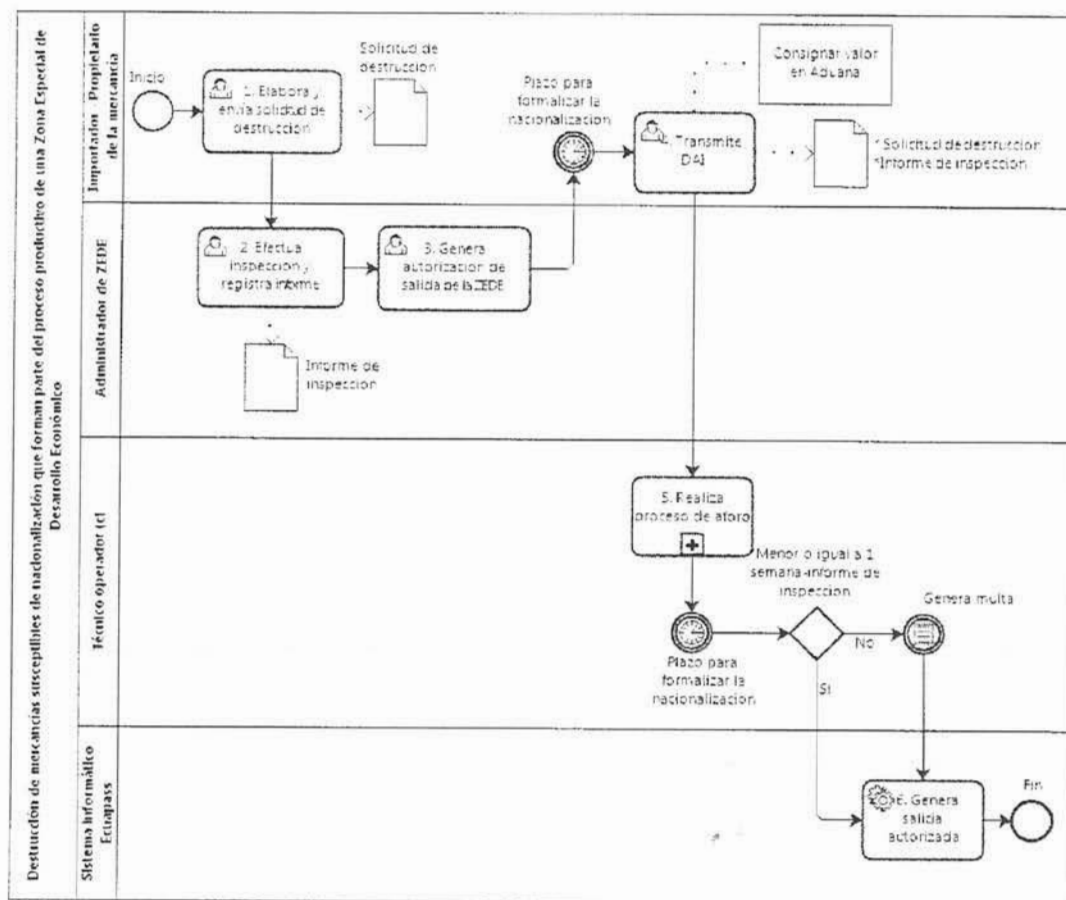 Destrucción de mercancías susceptibles de nacionalización que forman parte del proceso productivo de una Zona Especial de
Desarrollo Económico
Importador - Propietario
de la mercancía
Inicio
1. Elabora y
envía solicitud de
destrucción
Solicitud de
destrucción
Plazo para
formalizar la
nacionalización
Transmite
DAI
Consignar valor
en Aduana
*Solicitud de destrucción
*Informe de inspección
Administrador de ZEDE
2. Efectua
inspección y
registra informe
3. Genera
autorización de
salida de la ZEDE
Informe de
inspección
Técnico operador (c)
5. Realiza
proceso de aforo
Menor o igual a 1
semana-informe de
inspección
Genera multa
No
Si
Plazo para
formalizar la
nacionalización
Sistema Informático
Ecuapass
6. Genera
salida
autorizada
Fin